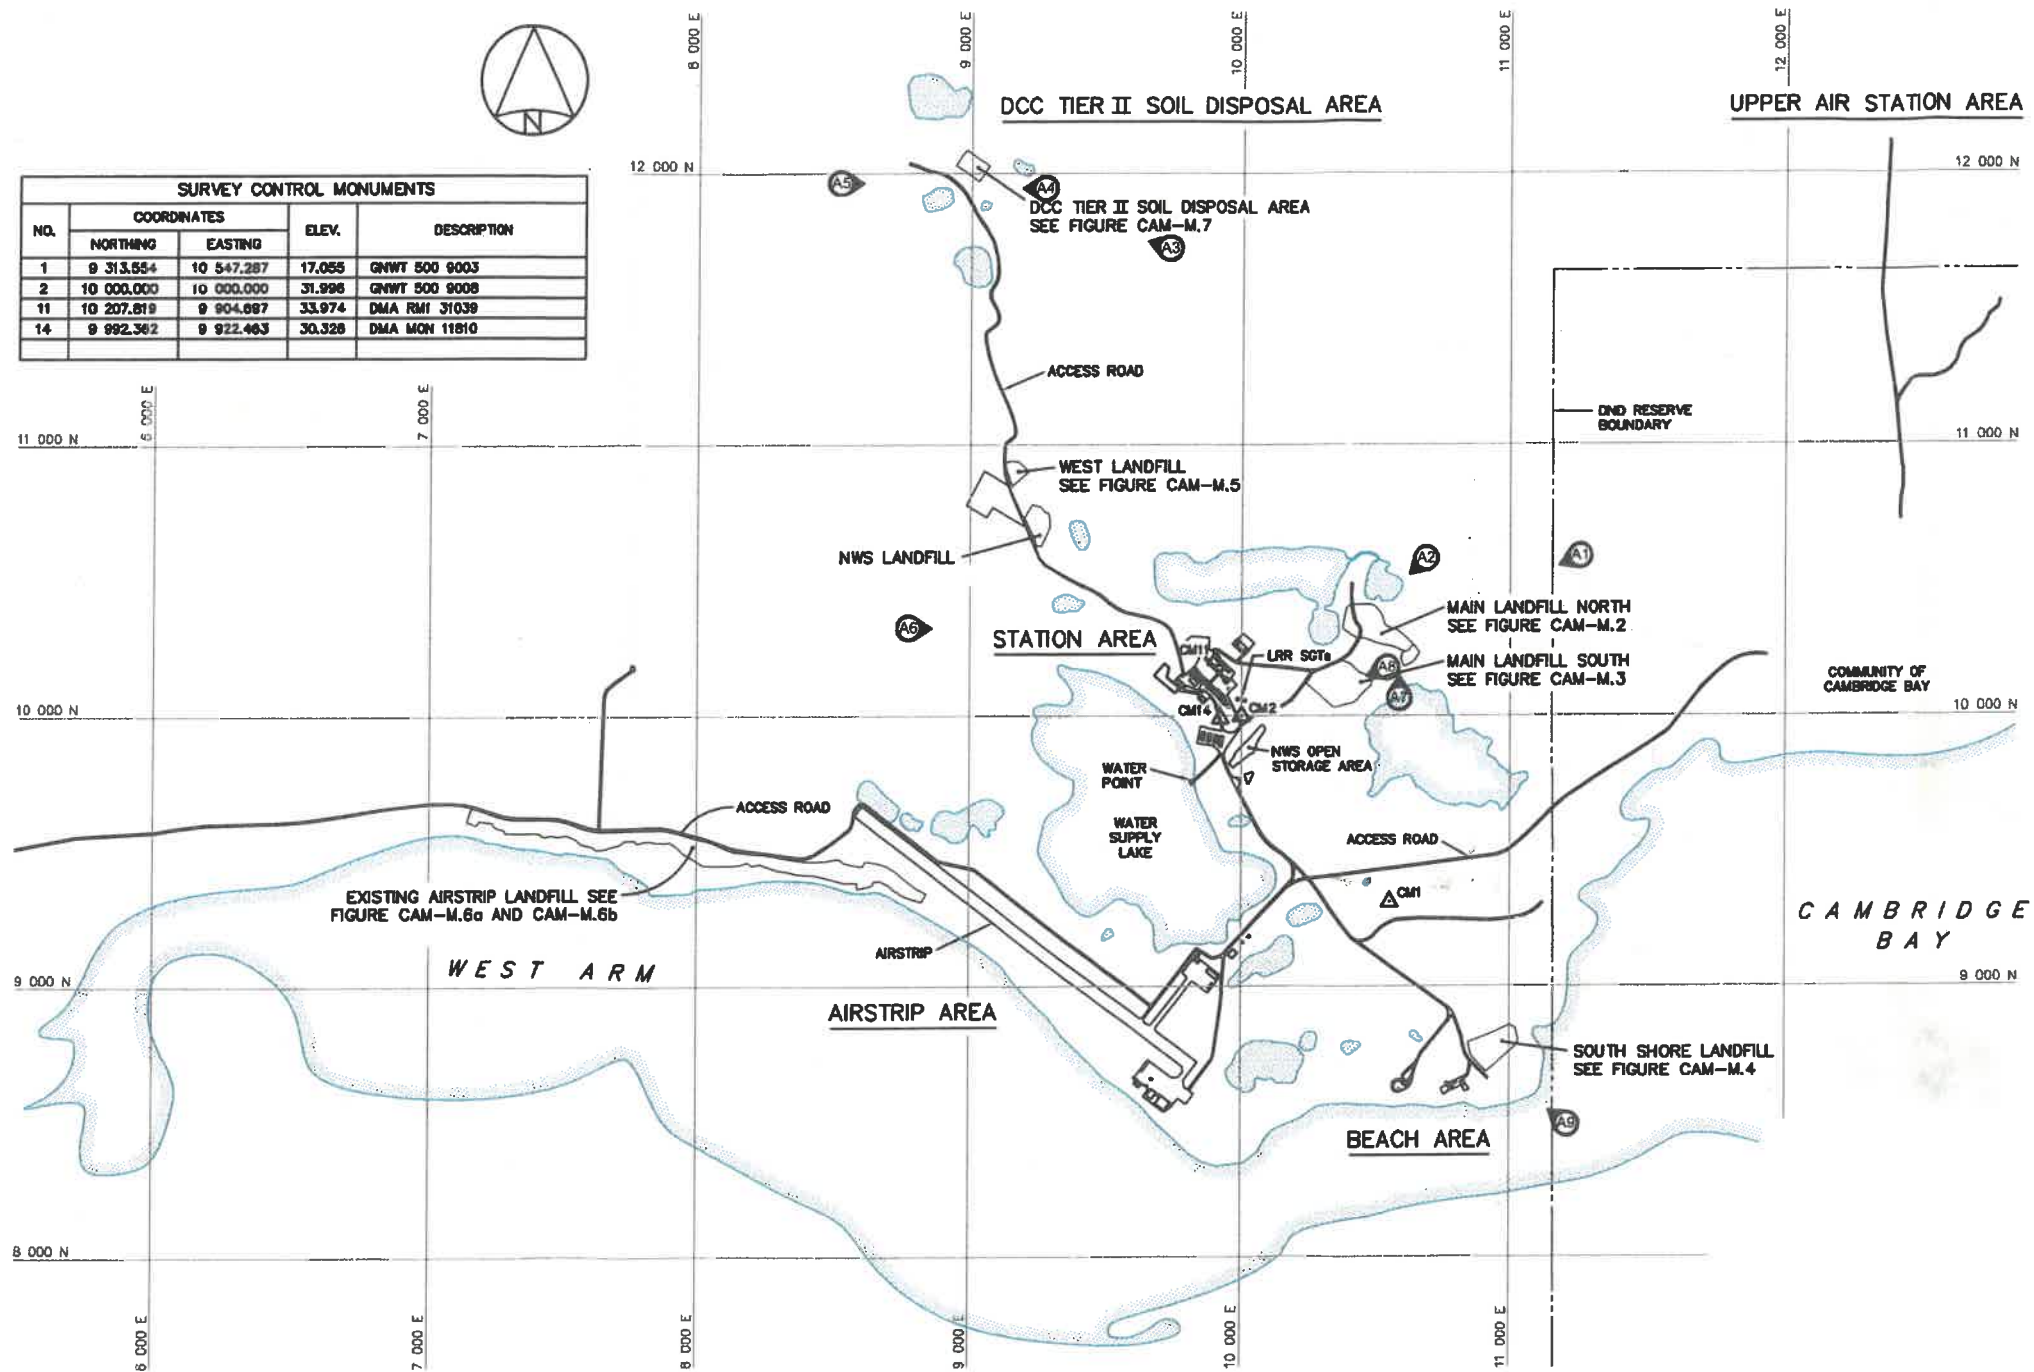 8 000 E
9 000 E
10 000 E
11 000 E
12 000 E
N
DCC TIER II SOIL DISPOSAL AREA
UPPER AIR STATION AREA
12 000 N
12 000 N
SURVEY CONTROL MONUMENTS
NO.
COORDINATES
ELEV.
DESCRIPTION
NORTHING
EASTING
1 9 313.554 10 547.287 17.055 GNWT 500 9003
2 10 000.000 10 000.000 31.996 GNWT 500 9008
11 10 207.819 9 904.697 33.974 DMA RM1 31039
14 9 992.362 9 922.463 30.326 DMA MON 11810
A5
A4
DCC TIER II SOIL DISPOSAL AREA
SEE FIGURE CAM-M.7
A3
ACCESS ROAD
DND RESERVE
BOUNDARY
6 000 E
7 000 E
11 000 N
11 000 N
WEST LANDFILL
SEE FIGURE CAM-M.5
NWS LANDFILL
A2
A1
A6
STATION AREA
MAIN LANDFILL NORTH
SEE FIGURE CAM-M.2
CM11
LRR SGTs
A8
MAIN LANDFILL SOUTH
SEE FIGURE CAM-M.3
A7
COMMUNITY OF
CAMBRIDGE BAY
10 000 N
CM14
CM2
10 000 N
NWS OPEN
STORAGE AREA
WATER
POINT
ACCESS ROAD
WATER
SUPPLY
LAKE
ACCESS ROAD
EXISTING AIRSTRIP LANDFILL SEE
FIGURE CAM-M.6a AND CAM-M.6b
CM1
AIRSTRIP
CAMBRIDGE
BAY
WEST ARM
9 000 N
9 000 N
AIRSTRIP AREA
SOUTH SHORE LANDFILL
SEE FIGURE CAM-M.4
A9
BEACH AREA
8 000 N
6 000 E
7 000 E
8 000 E
9 000 E
10 000 E
11 000 E